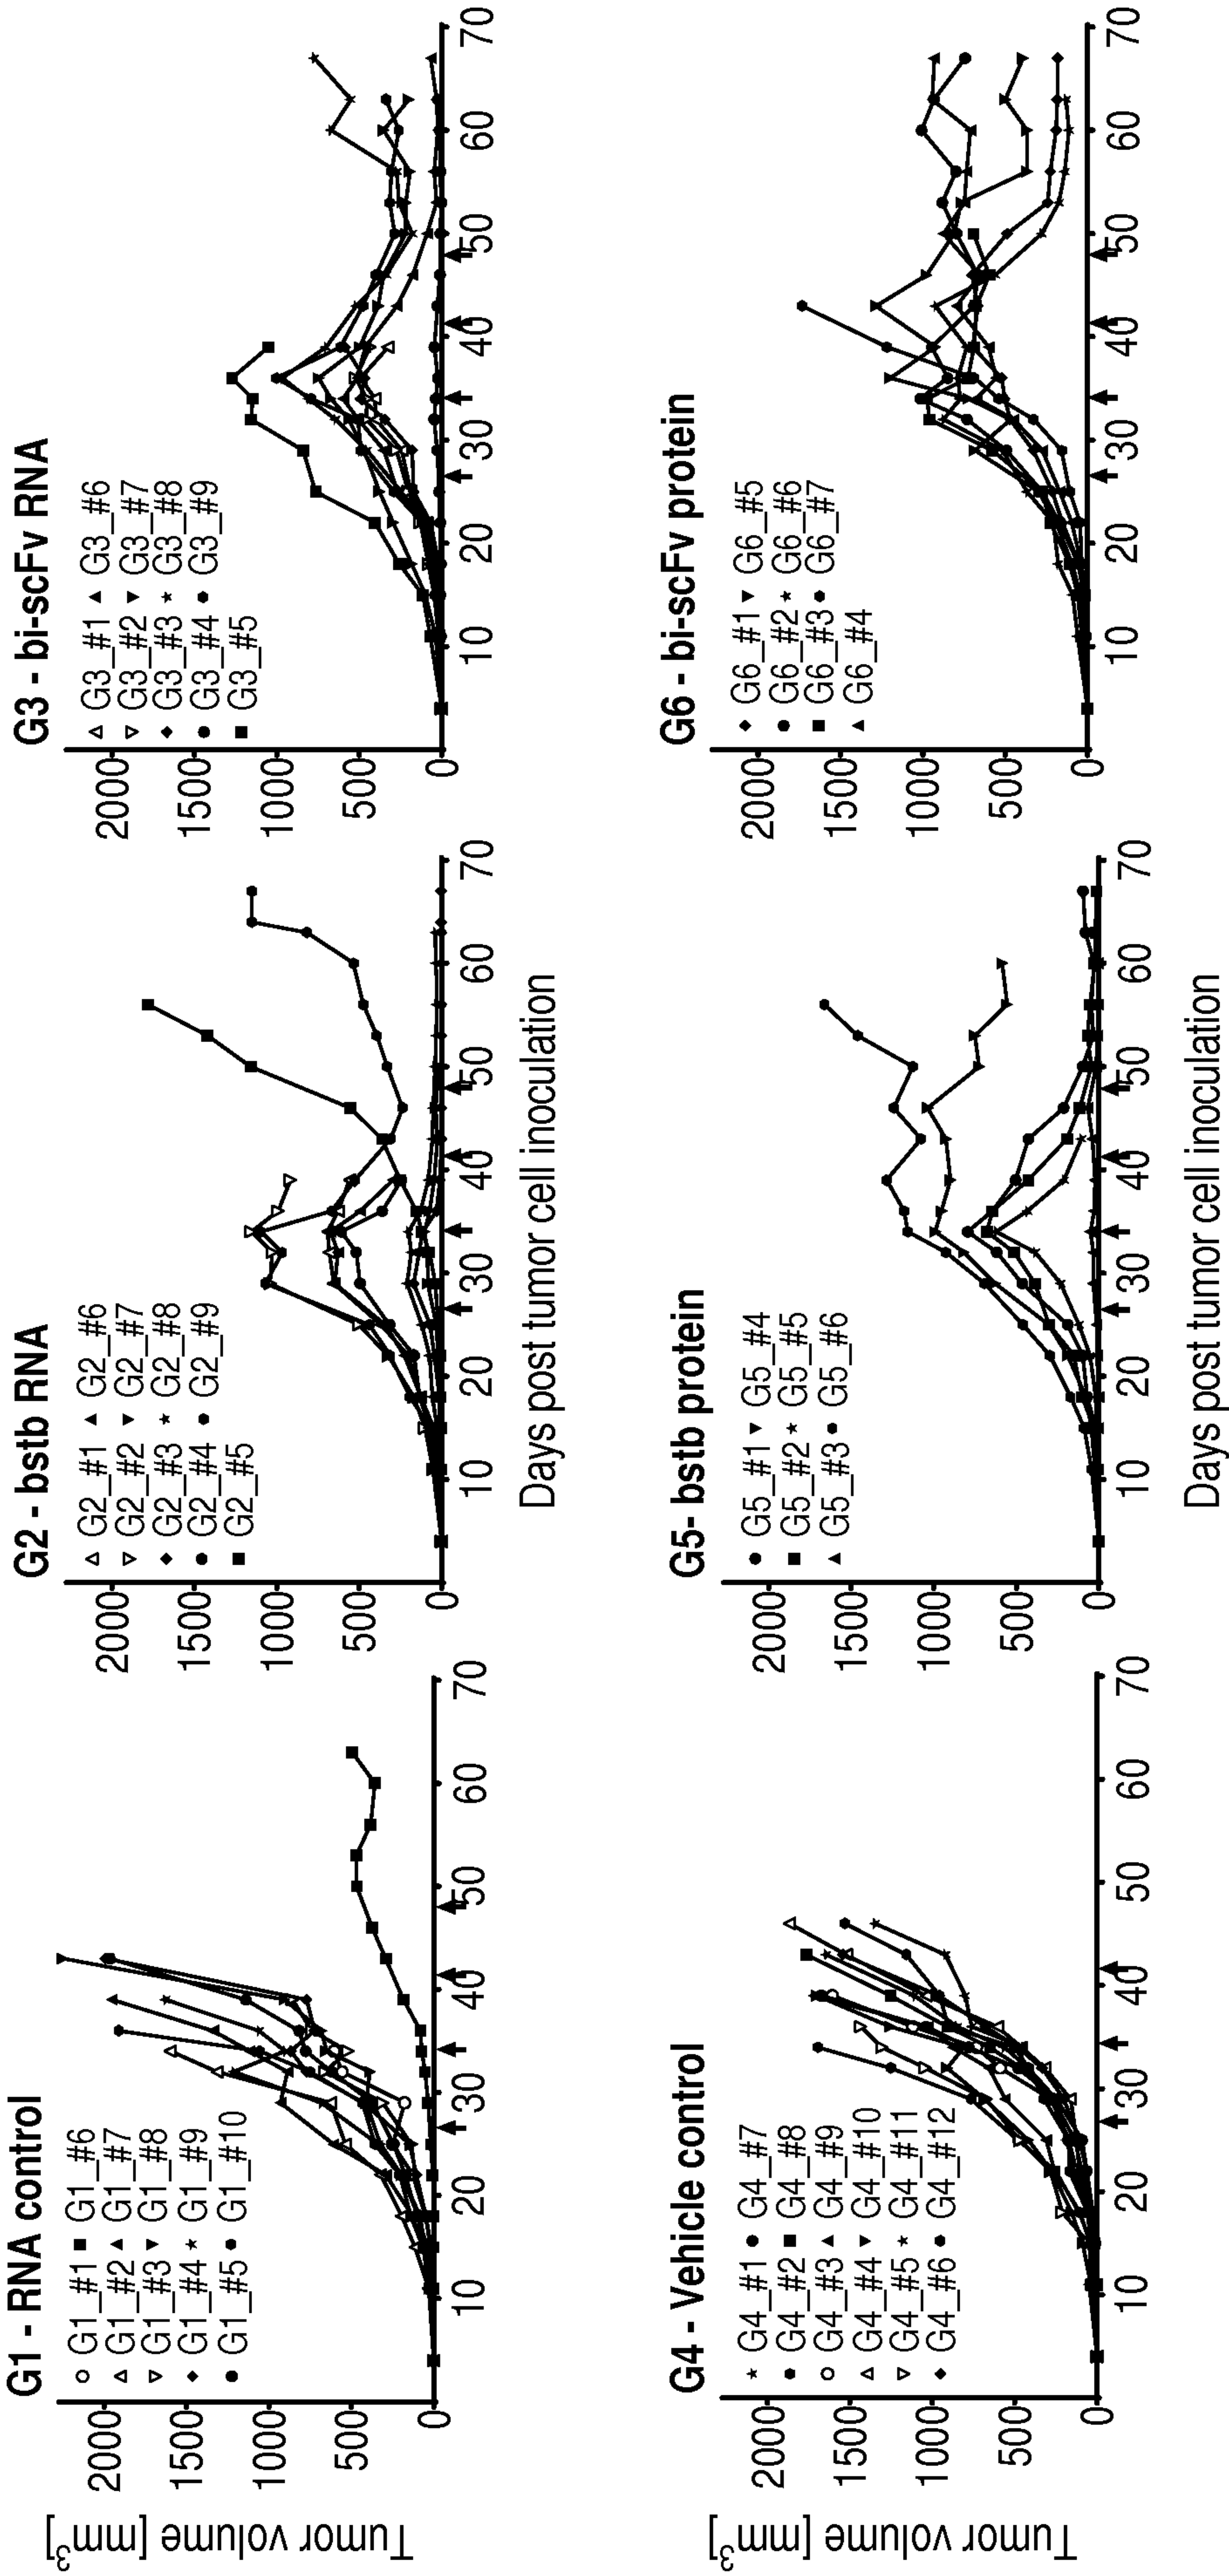 G1 - RNA control
G1_#1 G1_#6
G1_#2 G1_#7
G1_#3 G1_#8
G1_#4 G1_#9
G1_#5 G1_#10
Tumor volume [mm3]
2000
1500
1000
500
0
10 20 30 40 50 60 70
G2 - bstb RNA
G2_#1 G2_#6
G2_#2 G2_#7
G2_#3 G2_#8
G2_#4 G2_#9
G2_#5
2000
1500
1000
500
0
10 20 30 40 50 60 70
Days post tumor cell inoculation
G3 - bi-scFv RNA
G3_#1 G3_#6
G3_#2 G3_#7
G3_#3 G3_#8
G3_#4 G3_#9
G3_#5
2000
1500
1000
500
0
10 20 30 40 50 60 70
G4 - Vehicle control
G4_#1 G4_#7
G4_#2 G4_#8
G4_#3 G4_#9
G4_#4 G4_#10
G4_#5 G4_#11
G4_#6 G4_#12
Tumor volume [mm3]
2000
1500
1000
500
0
10 20 30 40 50 60 70
G5- bstb protein
G5_#1 G5_#4
G5_#2 G5_#5
G5_#3 G5_#6
2000
1500
1000
500
0
10 20 30 40 50 60 70
Days post tumor cell inoculation
G6 - bi-scFv protein
G6_#1 G6_#5
G6_#2 G6_#6
G6_#3 G6_#7
G6_#4
2000
1500
1000
500
0
10 20 30 40 50 60 70